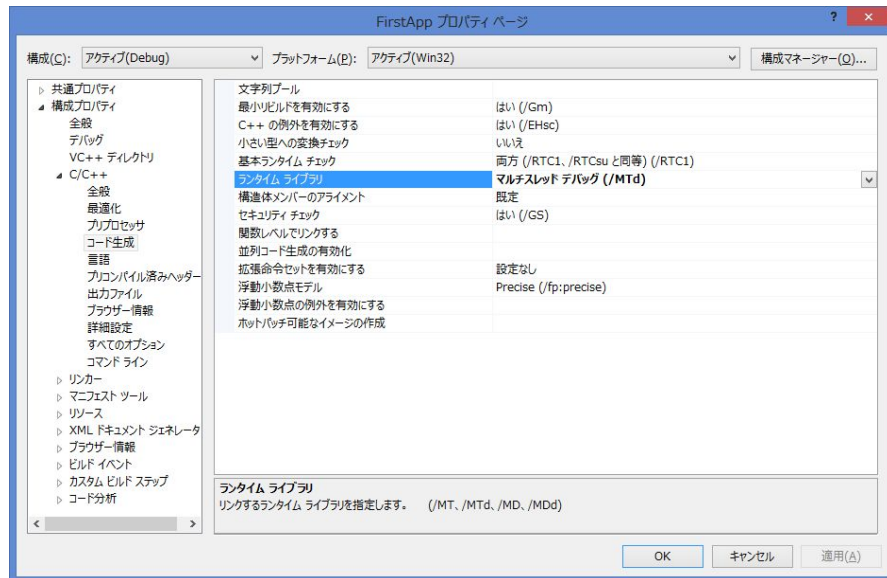 FirstApp プロパティ ページ
? ×
構成(C): アクティブ(Debug) プラットフォーム(P): アクティブ(Win32) 構成マネージャー(O)...
共通プロパティ
構成プロパティ
全般
デバッグ
VC++ ディレクトリ
C/C++
全般
最適化
プリプロセッサ
コード生成
言語
プリコンパイル済みヘッダー
出力ファイル
ブラウザー情報
詳細設定
すべてのオプション
コマンド ライン
リンカー
マニフェスト ツール
リソース
XML ドキュメント ジェネレータ
ブラウザー情報
ビルド イベント
カスタム ビルド ステップ
コード分析
文字列プール
最小リビルドを有効にする はい (/Gm)
C++ の例外を有効にする はい (/EHsc)
小さい型への変換チェック いいえ
基本ランタイム チェック 両方 (/RTC1、/RTCsu と同等) (/RTC1)
ランタイム ライブラリ マルチスレッド デバッグ (/MTd)
構造体メンバーのアライメント 既定
セキュリティ チェック はい (/GS)
関数レベルでリンクする
並列コード生成の有効化
拡張命令セットを有効にする 設定なし
浮動小数点モデル Precise (/fp:precise)
浮動小数点の例外を有効にする
ホットパッチ可能なイメージの作成
ランタイム ライブラリ
リンクするランタイム ライブラリを指定します。 (/MT、/MTd、/MD、/MDd)
OK キャンセル 適用(A)